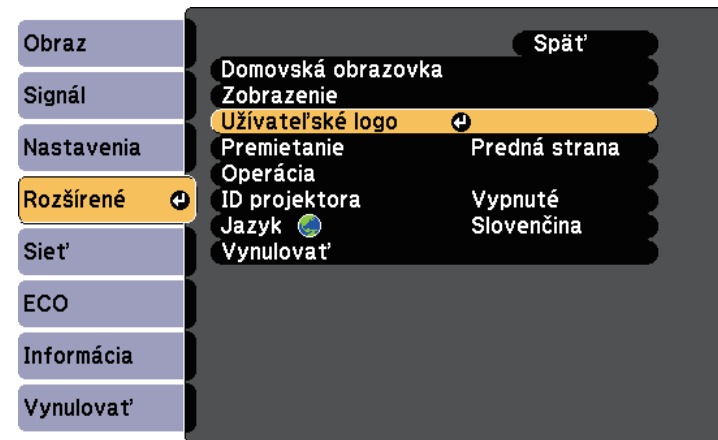 Obraz
Signál
Nastavenia
Rozšírené
Sieť
ECO
Informácia
Vynulovať
Späť
Domovská obrazovka
Zobrazenie
Užívateľské logo
Premietanie Predná strana
Operácia
ID projektora Vypnuté
Jazyk Slovenčina
Vynulovať